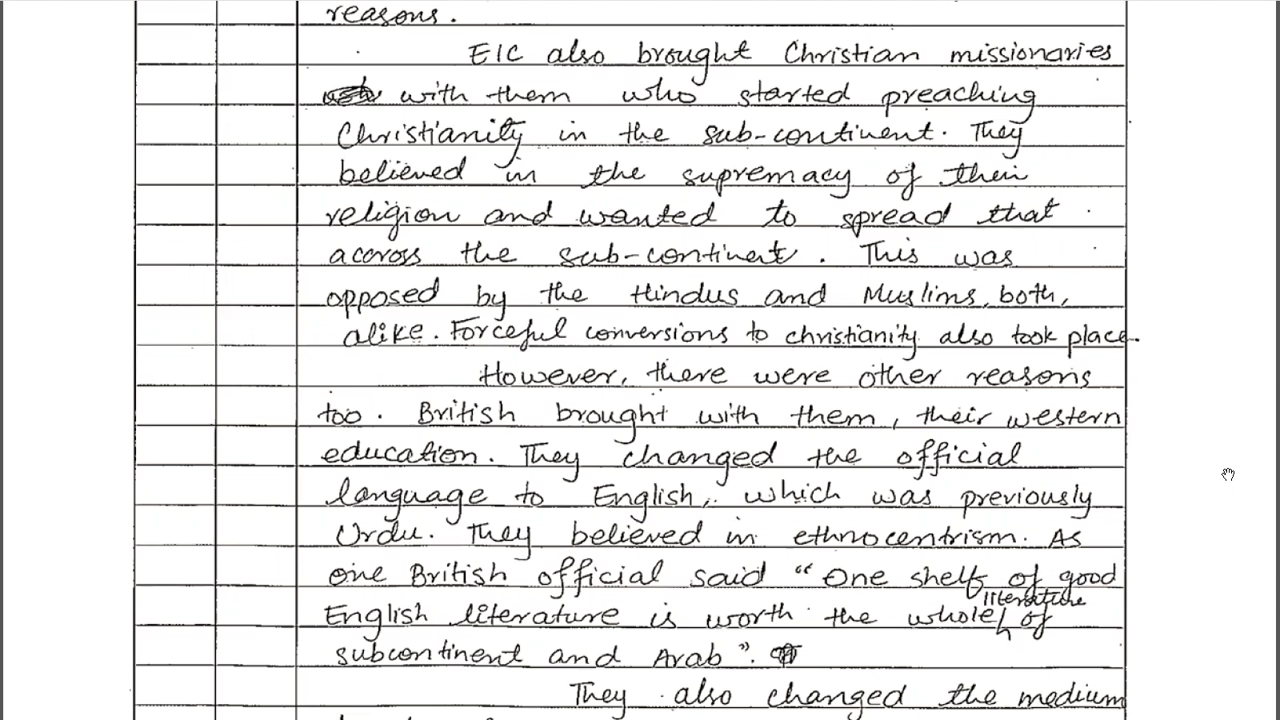 reasons.
EIC also brought Christian missionaries
with them who started preaching
Christianity in the sub-continent. They
believed in the supremacy of their
religion and wanted to spread that
acoross the sub-continent. This was
opposed by the Hindus and Muslims, both,
alike. Forceful conversions to christianity also took place.
However, there were other reasons
too. British brought with them, their western
education. They changed the official
language to English, which was previously
Urdu. They believed in ethnocentrism. As
one British official said "One shelf of good
English literature is worth the whole literature of
subcontinent and Arab".
They also changed the medium